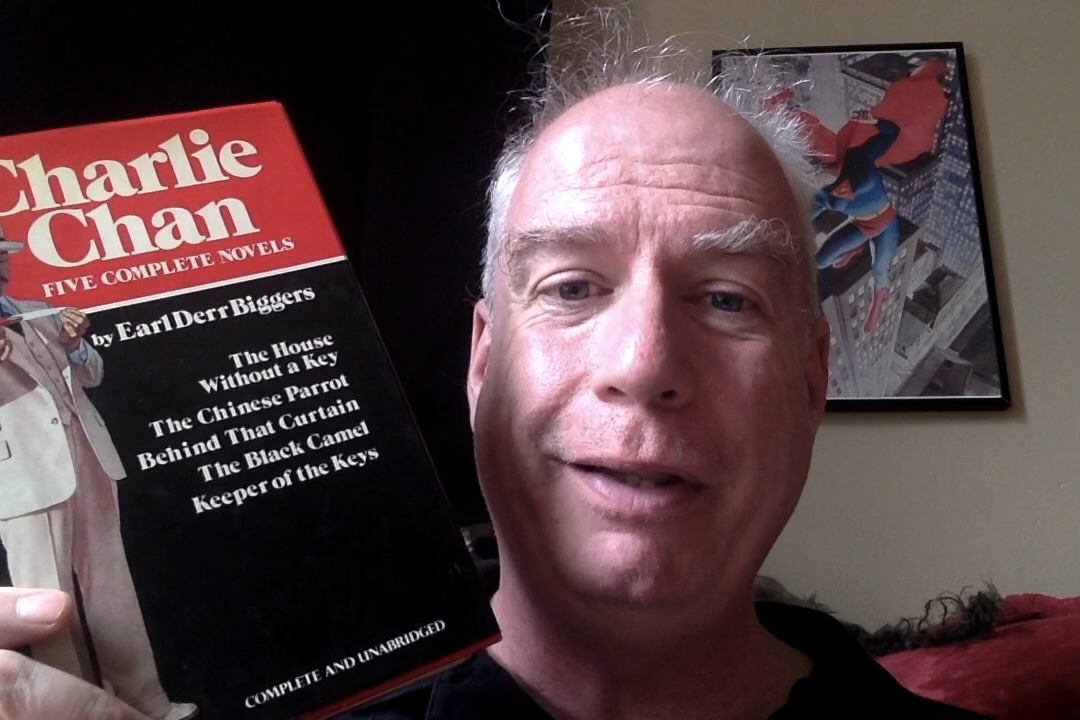 Charlie
Chan
FIVE COMPLETE NOVELS
by Earl Derr Biggers
The House
Without a Key
The Chinese Parrot
Behind That Curtain
The Black Camel
Keeper of the Keys
COMPLETE AND UNABRIDGED